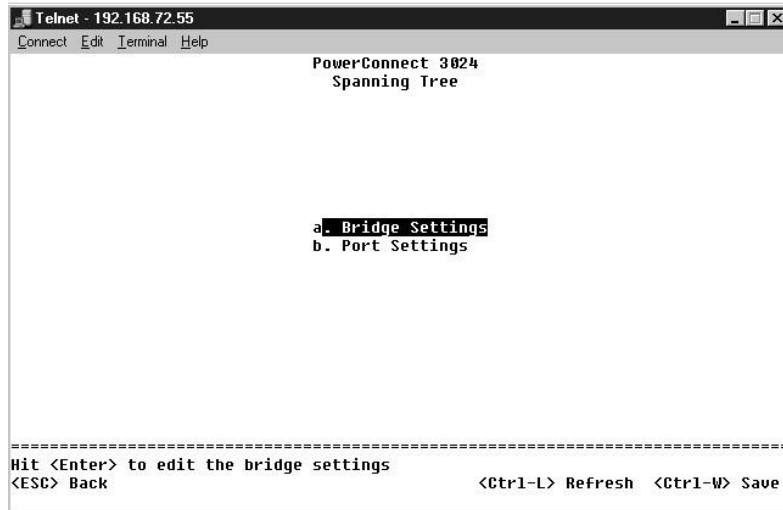 Telnet - 192.168.72.55
Connect Edit Terminal Help
PowerConnect 3024
Spanning Tree
a. Bridge Settings
b. Port Settings
================================================================================
Hit <Enter> to edit the bridge settings
<ESC> Back <Ctrl-L> Refresh <Ctrl-W> Save